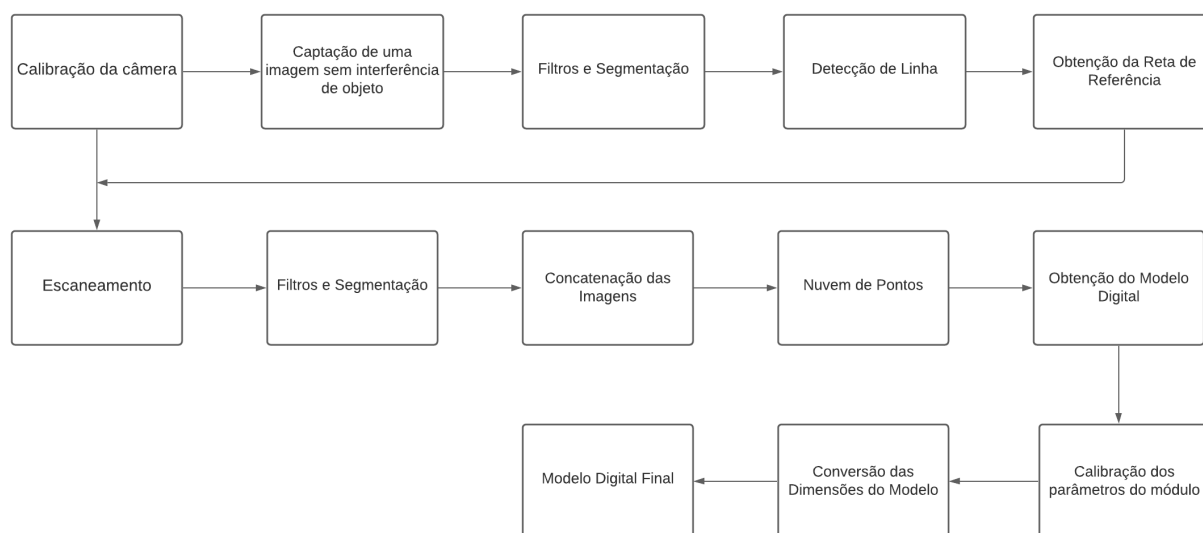 Calibração da câmera
Captação de uma
imagem sem interferência
de objeto
Filtros e Segmentação
Detecção de Linha
Obtenção da Reta de
Referência
Escaneamento
Filtros e Segmentação
Concatenação das
Imagens
Nuvem de Pontos
Obtenção do Modelo
Digital
Modelo Digital Final
Conversão das
Dimensões do Modelo
Calibração dos
parâmetros do módulo